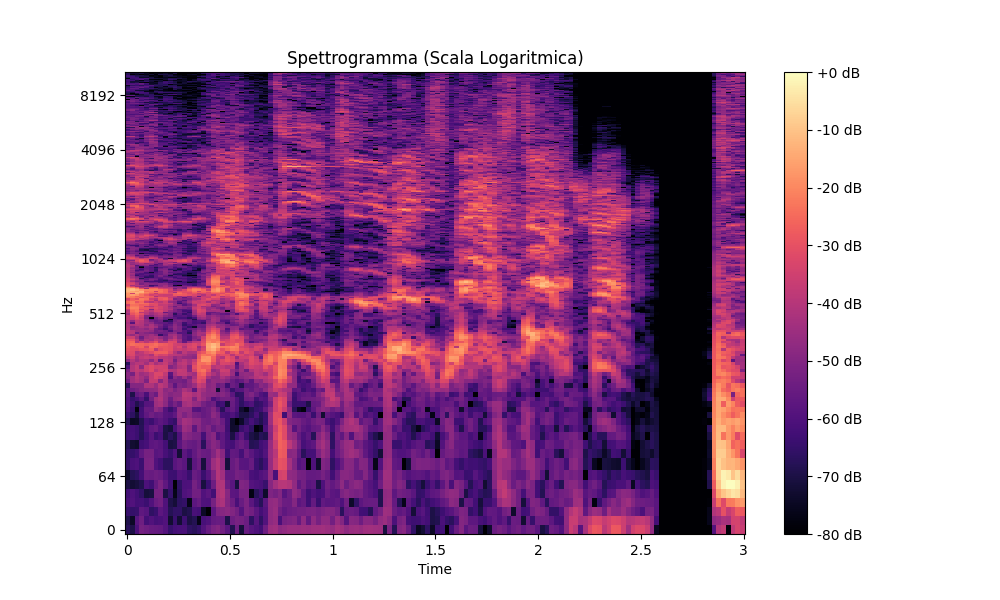 Spettrogramma (Scala Logaritmica)
8192
4096
2048
1024
512
256
128
64
0
Hz
0
0.5
1
1.5
2
2.5
3
Time
+0 dB
-10 dB
-20 dB
-30 dB
-40 dB
-50 dB
-60 dB
-70 dB
-80 dB